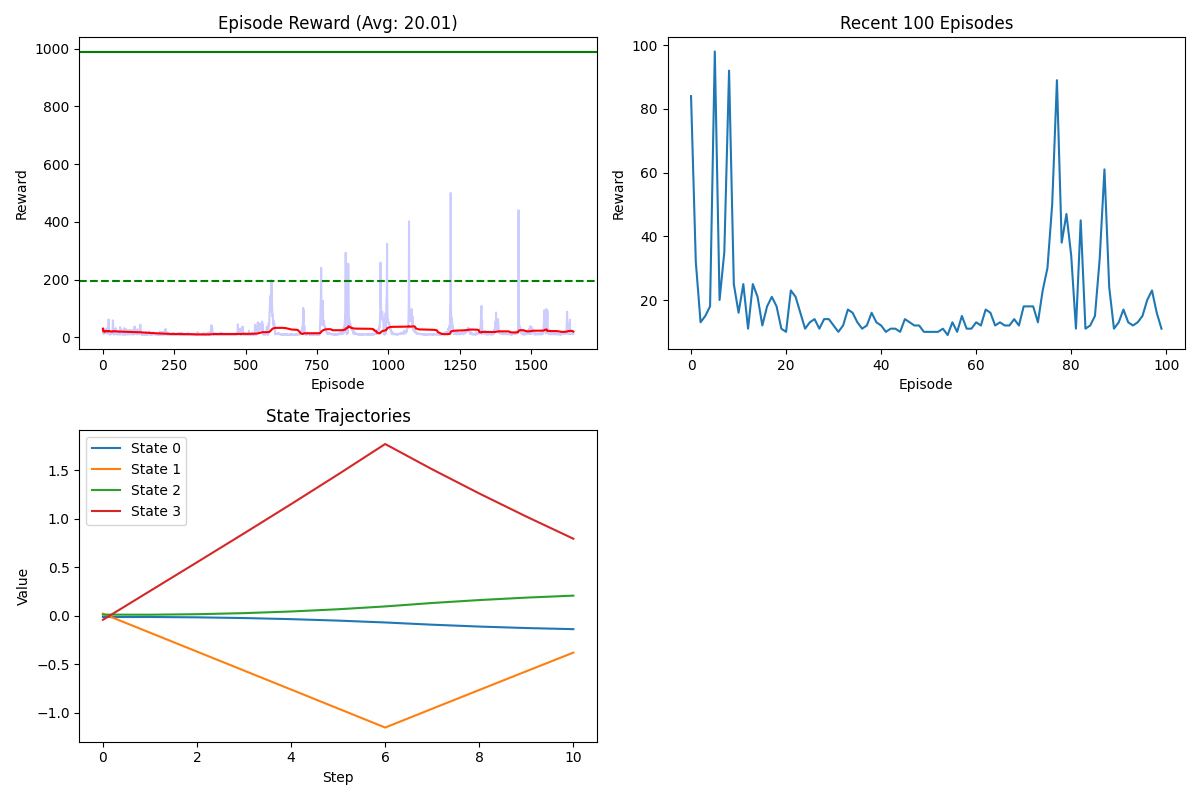 Episode Reward (Avg: 20.01)
1000
800
600
400
200
0
Reward
0 250 500 750 1000 1250 1500
Episode
Recent 100 Episodes
100
80
60
40
20
Reward
0 20 40 60 80 100
Episode
State Trajectories
State 0
State 1
State 2
State 3
1.5
1.0
0.5
0.0
−0.5
−1.0
Value
0 2 4 6 8 10
Step